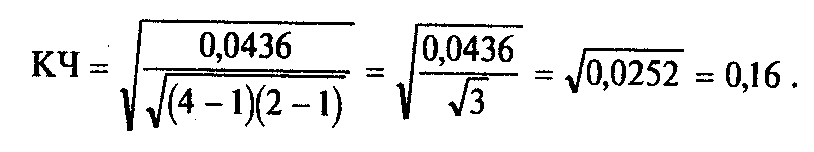 КЧ = √(0,0436 / √((4 − 1)(2 − 1))) = √(0,0436 / √3) = √0,0252 = 0,16 .